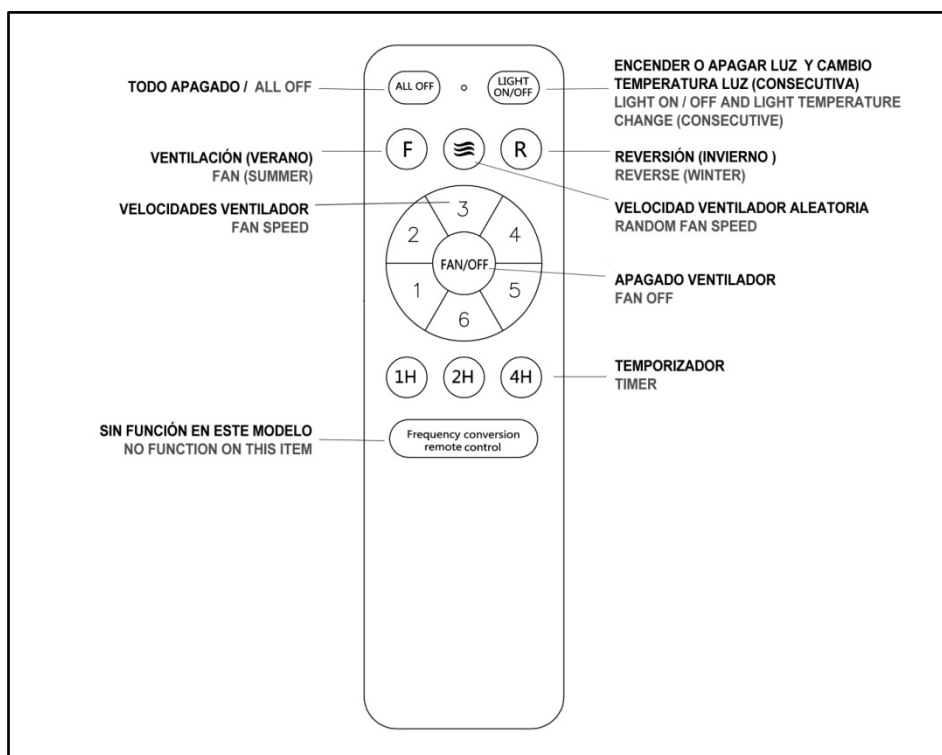 TODO APAGADO / ALL OFF
ALL OFF
LIGHT
ON/OFF
ENCENDER O APAGAR LUZ Y CAMBIO
TEMPERATURA LUZ (CONSECUTIVA)
LIGHT ON / OFF AND LIGHT TEMPERATURE
CHANGE (CONSECUTIVE)
VENTILACIÓN (VERANO)
FAN (SUMMER)
F
R
REVERSIÓN (INVIERNO )
REVERSE (WINTER)
VELOCIDADES VENTILADOR
FAN SPEED
VELOCIDAD VENTILADOR ALEATORIA
RANDOM FAN SPEED
3
2
4
FAN/OFF
1
5
6
APAGADO VENTILADOR
FAN OFF
1H
2H
4H
TEMPORIZADOR
TIMER
SIN FUNCIÓN EN ESTE MODELO
NO FUNCTION ON THIS ITEM
Frequency conversion
remote control